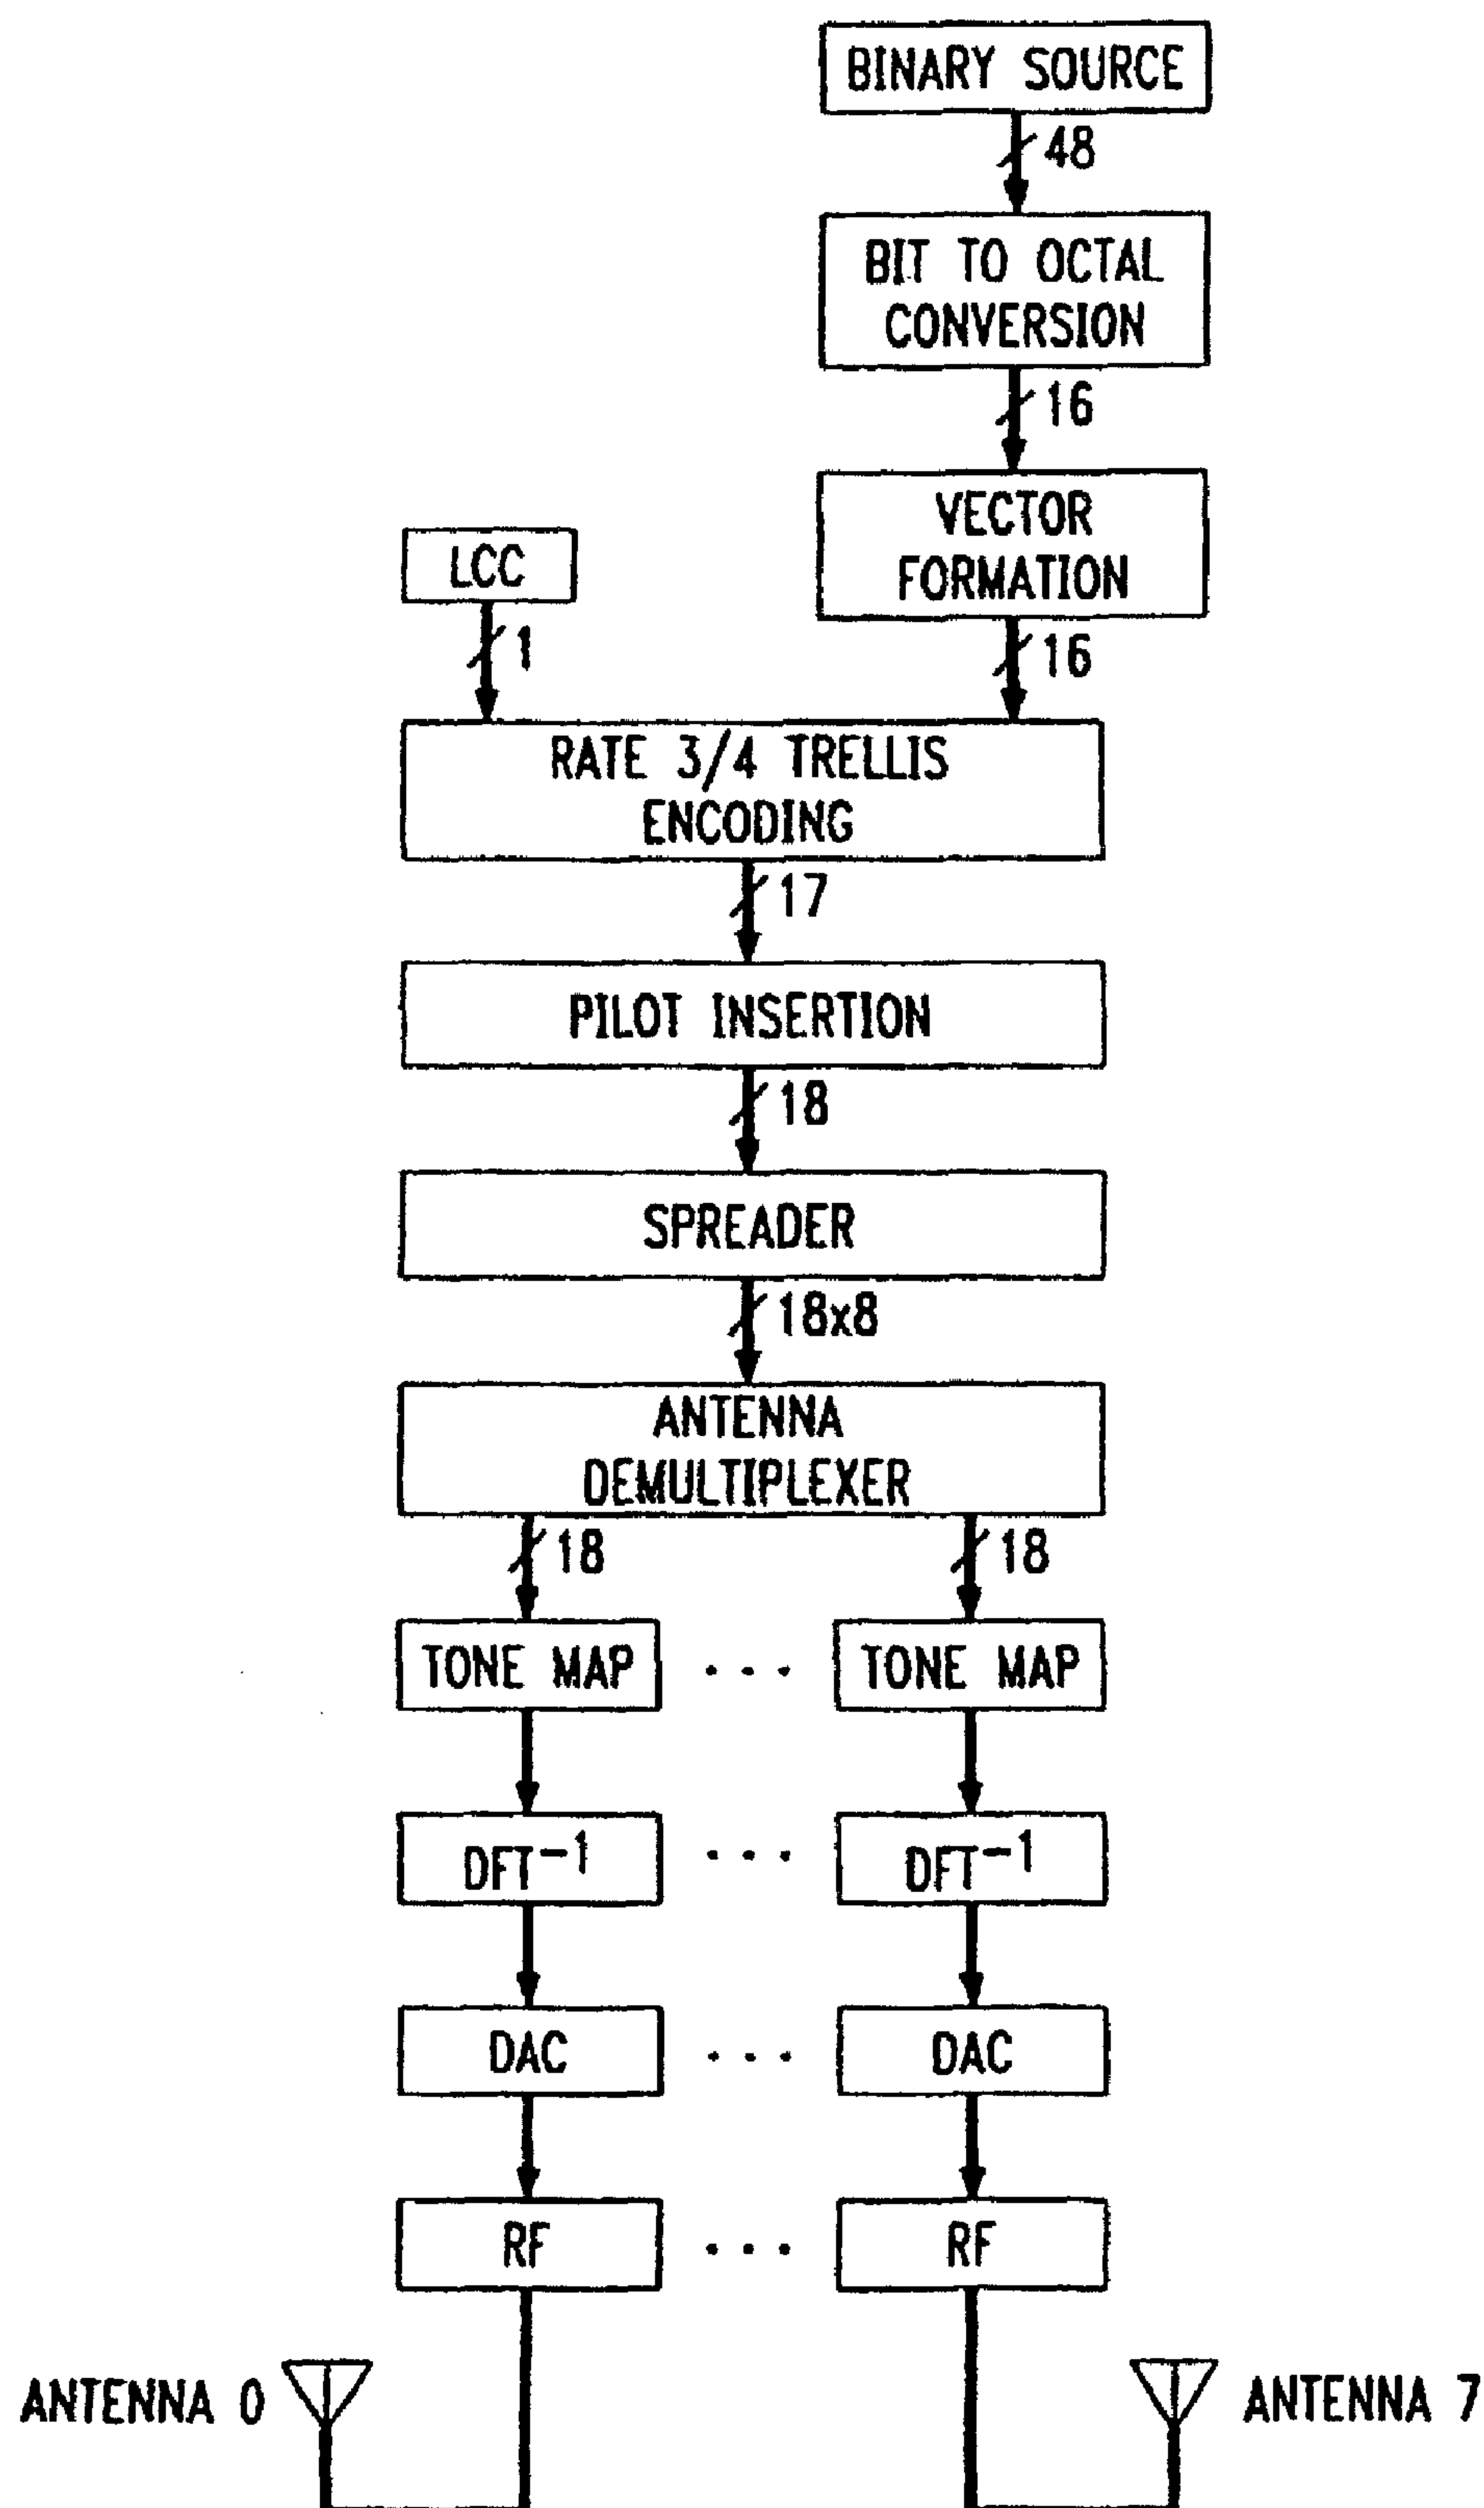 BINARY SOURCE
48
BIT TO OCTAL
CONVERSION
16
VECTOR
FORMATION
LCC
1
16
RATE 3/4 TRELLIS
ENCODING
17
PILOT INSERTION
18
SPREADER
18x8
ANTENNA
DEMULTIPLEXER
18 18
TONE MAP ... TONE MAP
DFT⁻¹ ... DFT⁻¹
DAC ... DAC
RF ... RF
ANTENNA 0 ANTENNA 7